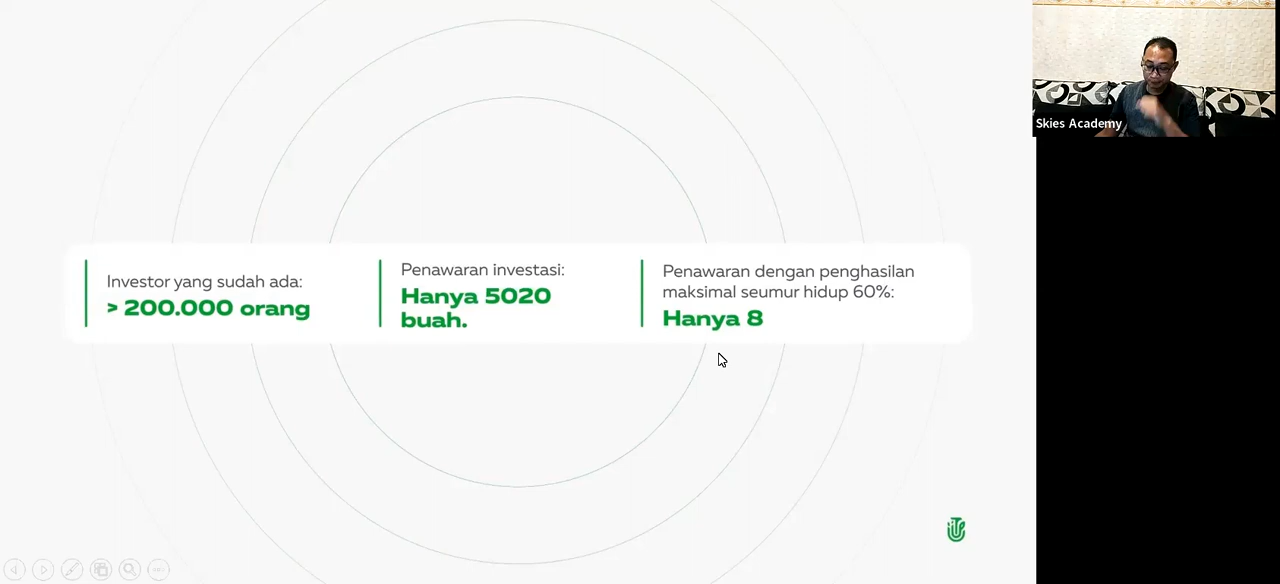 Skies Academy
Investor yang sudah ada:
> 200.000 orang
Penawaran investasi:
Hanya 5020
buah.
Penawaran dengan penghasilan
maksimal seumur hidup 60%:
Hanya 8